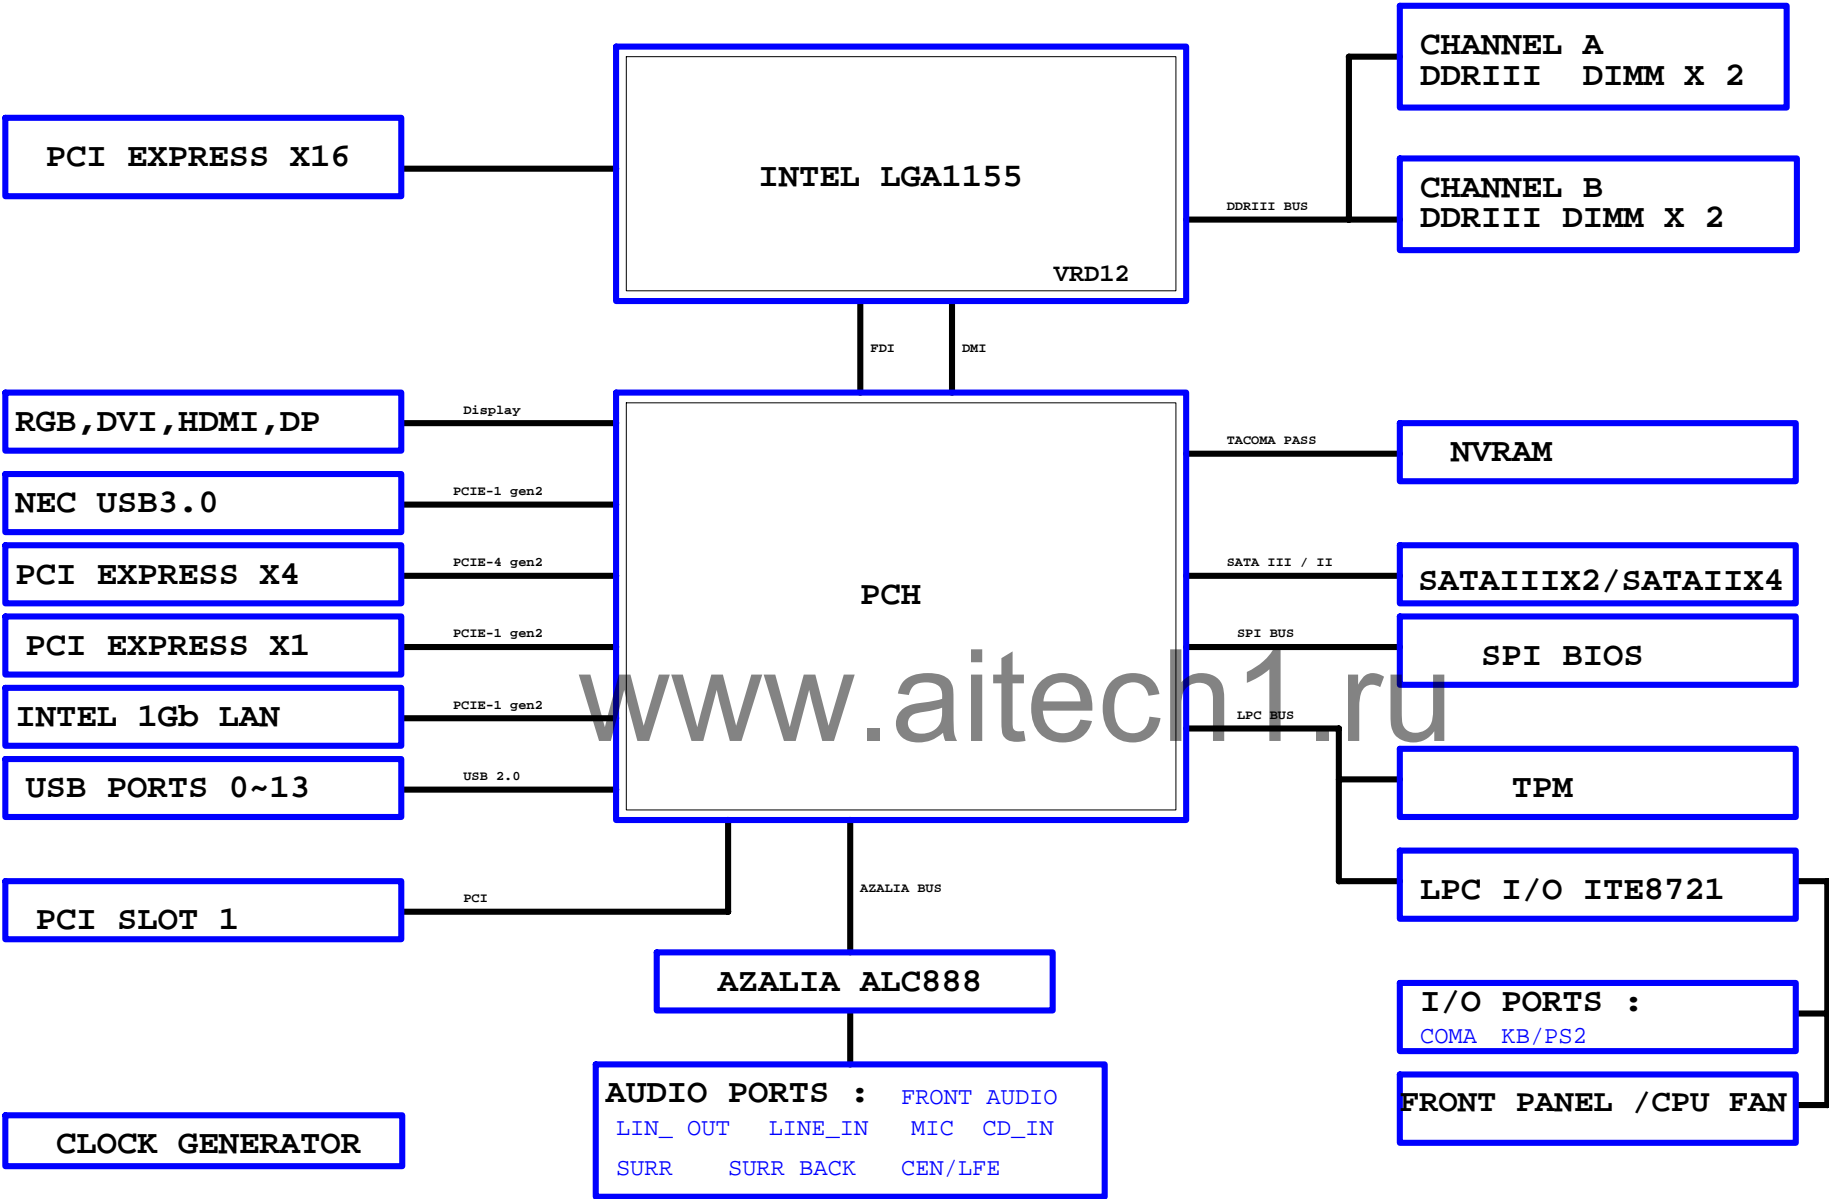 CHANNEL A
DDRIII DIMM X 2
PCI EXPRESS X16
INTEL LGA1155
CHANNEL B
DDRIII DIMM X 2
DDRIII BUS
VRD12
FDI
DMI
RGB,DVI,HDMI,DP
Display
TACOMA PASS
NVRAM
NEC USB3.0
PCIE-1 gen2
PCI EXPRESS X4
PCIE-4 gen2
PCH
SATA III / II
SATAIIIX2/SATAIIX4
PCI EXPRESS X1
PCIE-1 gen2
SPI BUS
SPI BIOS
www.aitech1.ru
INTEL 1Gb LAN
PCIE-1 gen2
LPC BUS
USB PORTS 0~13
USB 2.0
TPM
PCI SLOT 1
PCI
AZALIA BUS
LPC I/O ITE8721
AZALIA ALC888
I/O PORTS :
COMA KB/PS2
AUDIO PORTS : FRONT AUDIO
LIN_ OUT LINE_IN MIC CD_IN
SURR SURR BACK CEN/LFE
FRONT PANEL /CPU FAN
CLOCK GENERATOR